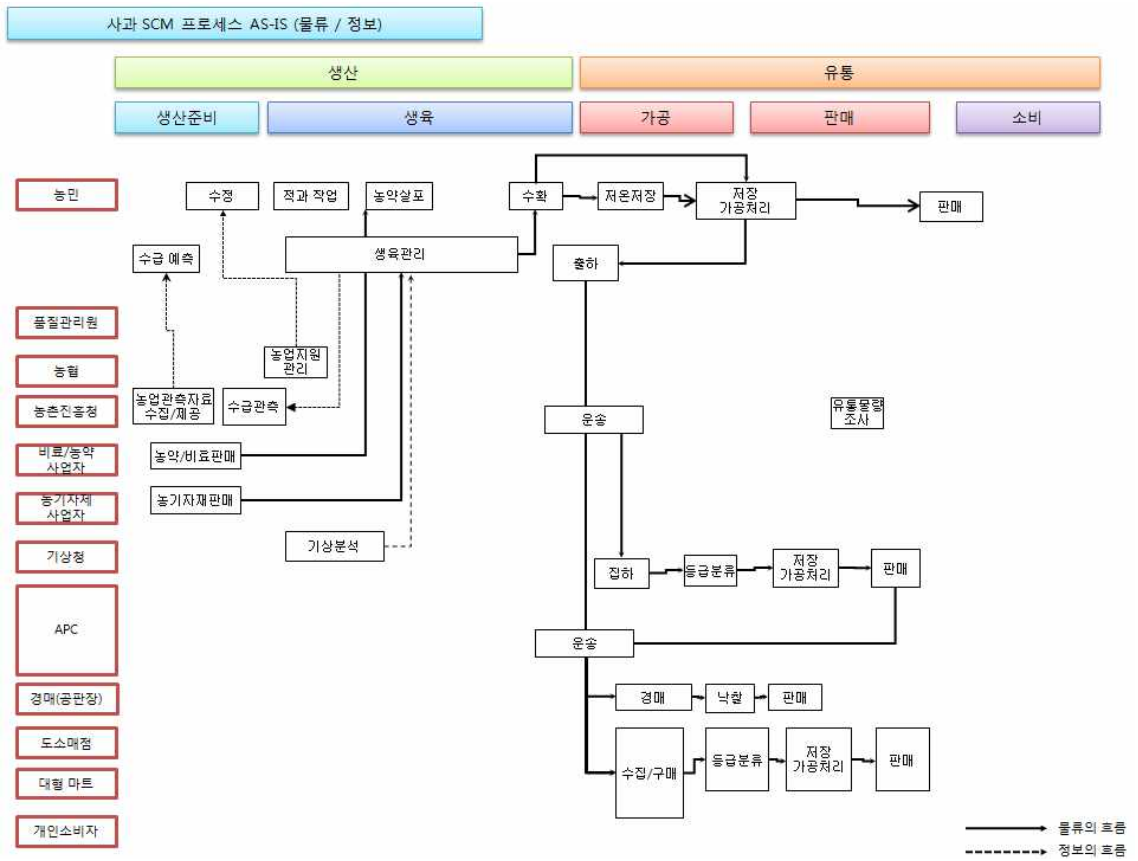 사과 SCM 프로세스 AS-IS (물류 / 정보)
생산
유통
생산준비
생육
가공
판매
소비
농민
수정
적과 작업
농약살포
수확
저온저장
저장
가공처리
판매
수급 예측
생육관리
출하
품질관리원
농협
농업지원
관리
농촌진흥청
농업관측자료
수집/제공
수급관측
운송
유통물량
조사
비료/농약
사업자
농약/비료판매
농기자제
사업자
농기자재판매
기상청
기상분석
집하
등급분류
저장
가공처리
판매
APC
운송
경매(공판장)
경매
낙찰
판매
도소매점
수집/구매
등급분류
저장
가공처리
판매
대형 마트
개인소비자
물류의 흐름
정보의 흐름